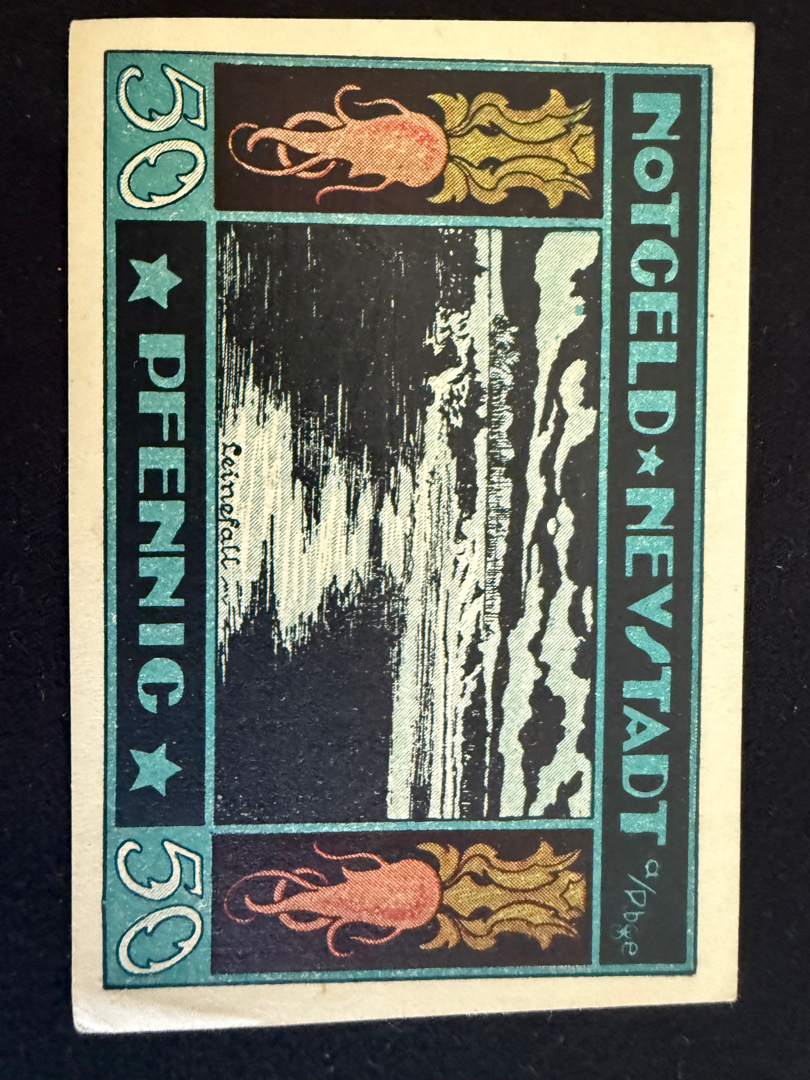 NOTGELD ★ NEVSTADT a/Rbge
50 ★ PFENNIG ★ 50
Leinefall